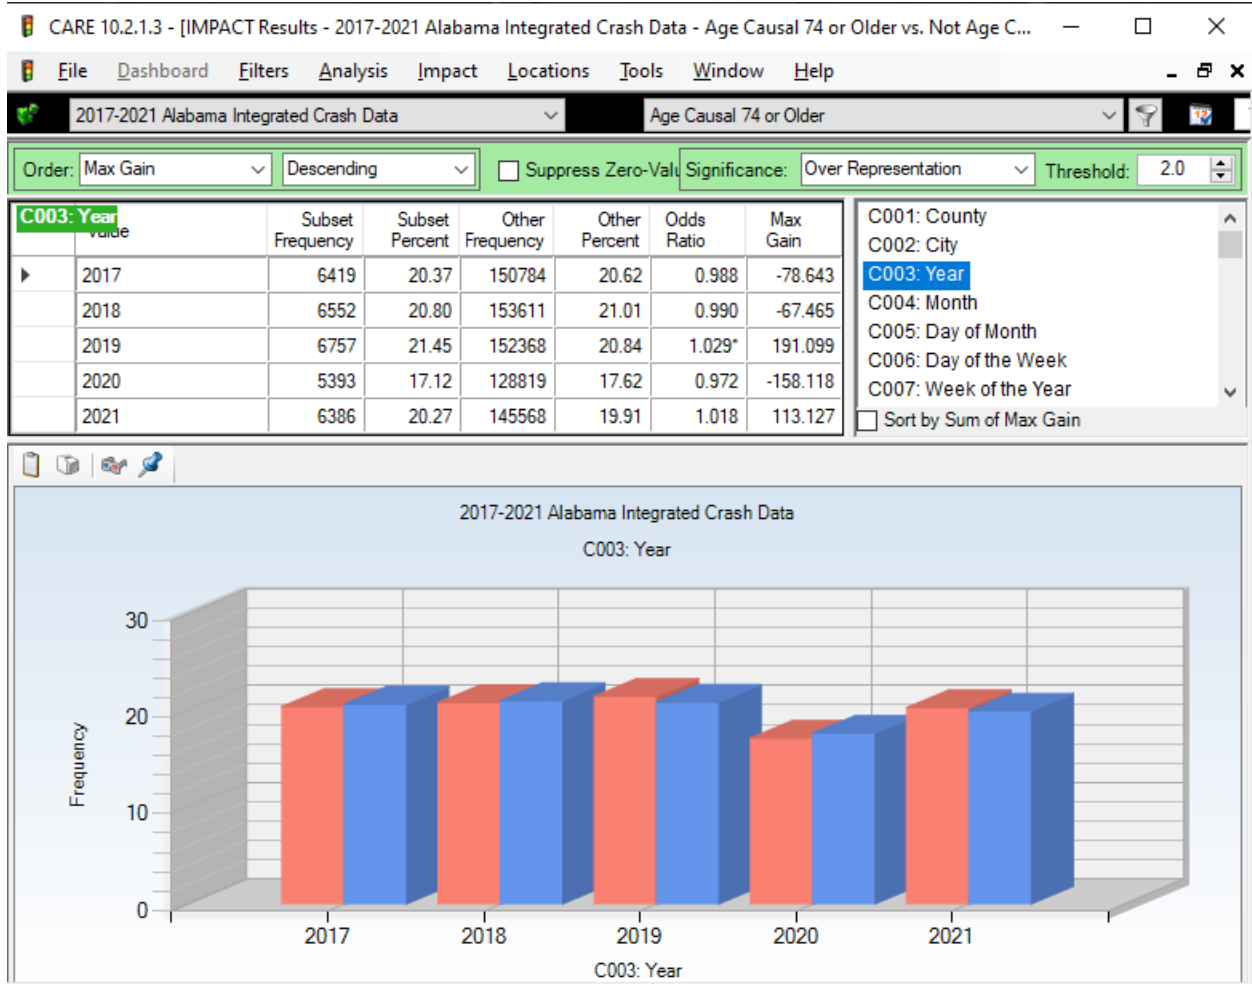 CARE 10.2.1.3 - [IMPACT Results - 2017-2021 Alabama Integrated Crash Data - Age Causal 74 or Older vs. Not Age C...
File Dashboard Filters Analysis Impact Locations Tools Window Help
2017-2021 Alabama Integrated Crash Data Age Causal 74 or Older
Order: Max Gain Descending Suppress Zero-Valu Significance: Over Representation Threshold: 2.0
C003: Year
Value Subset Frequency Subset Percent Other Frequency Other Percent Odds Ratio Max Gain
2017 6419 20.37 150784 20.62 0.988 -78.643
2018 6552 20.80 153611 21.01 0.990 -67.465
2019 6757 21.45 152368 20.84 1.029* 191.099
2020 5393 17.12 128819 17.62 0.972 -158.118
2021 6386 20.27 145568 19.91 1.018 113.127
C001: County
C002: City
C003: Year
C004: Month
C005: Day of Month
C006: Day of the Week
C007: Week of the Year
Sort by Sum of Max Gain
2017-2021 Alabama Integrated Crash Data
C003: Year
Frequency
30
20
10
0
2017 2018 2019 2020 2021
C003: Year